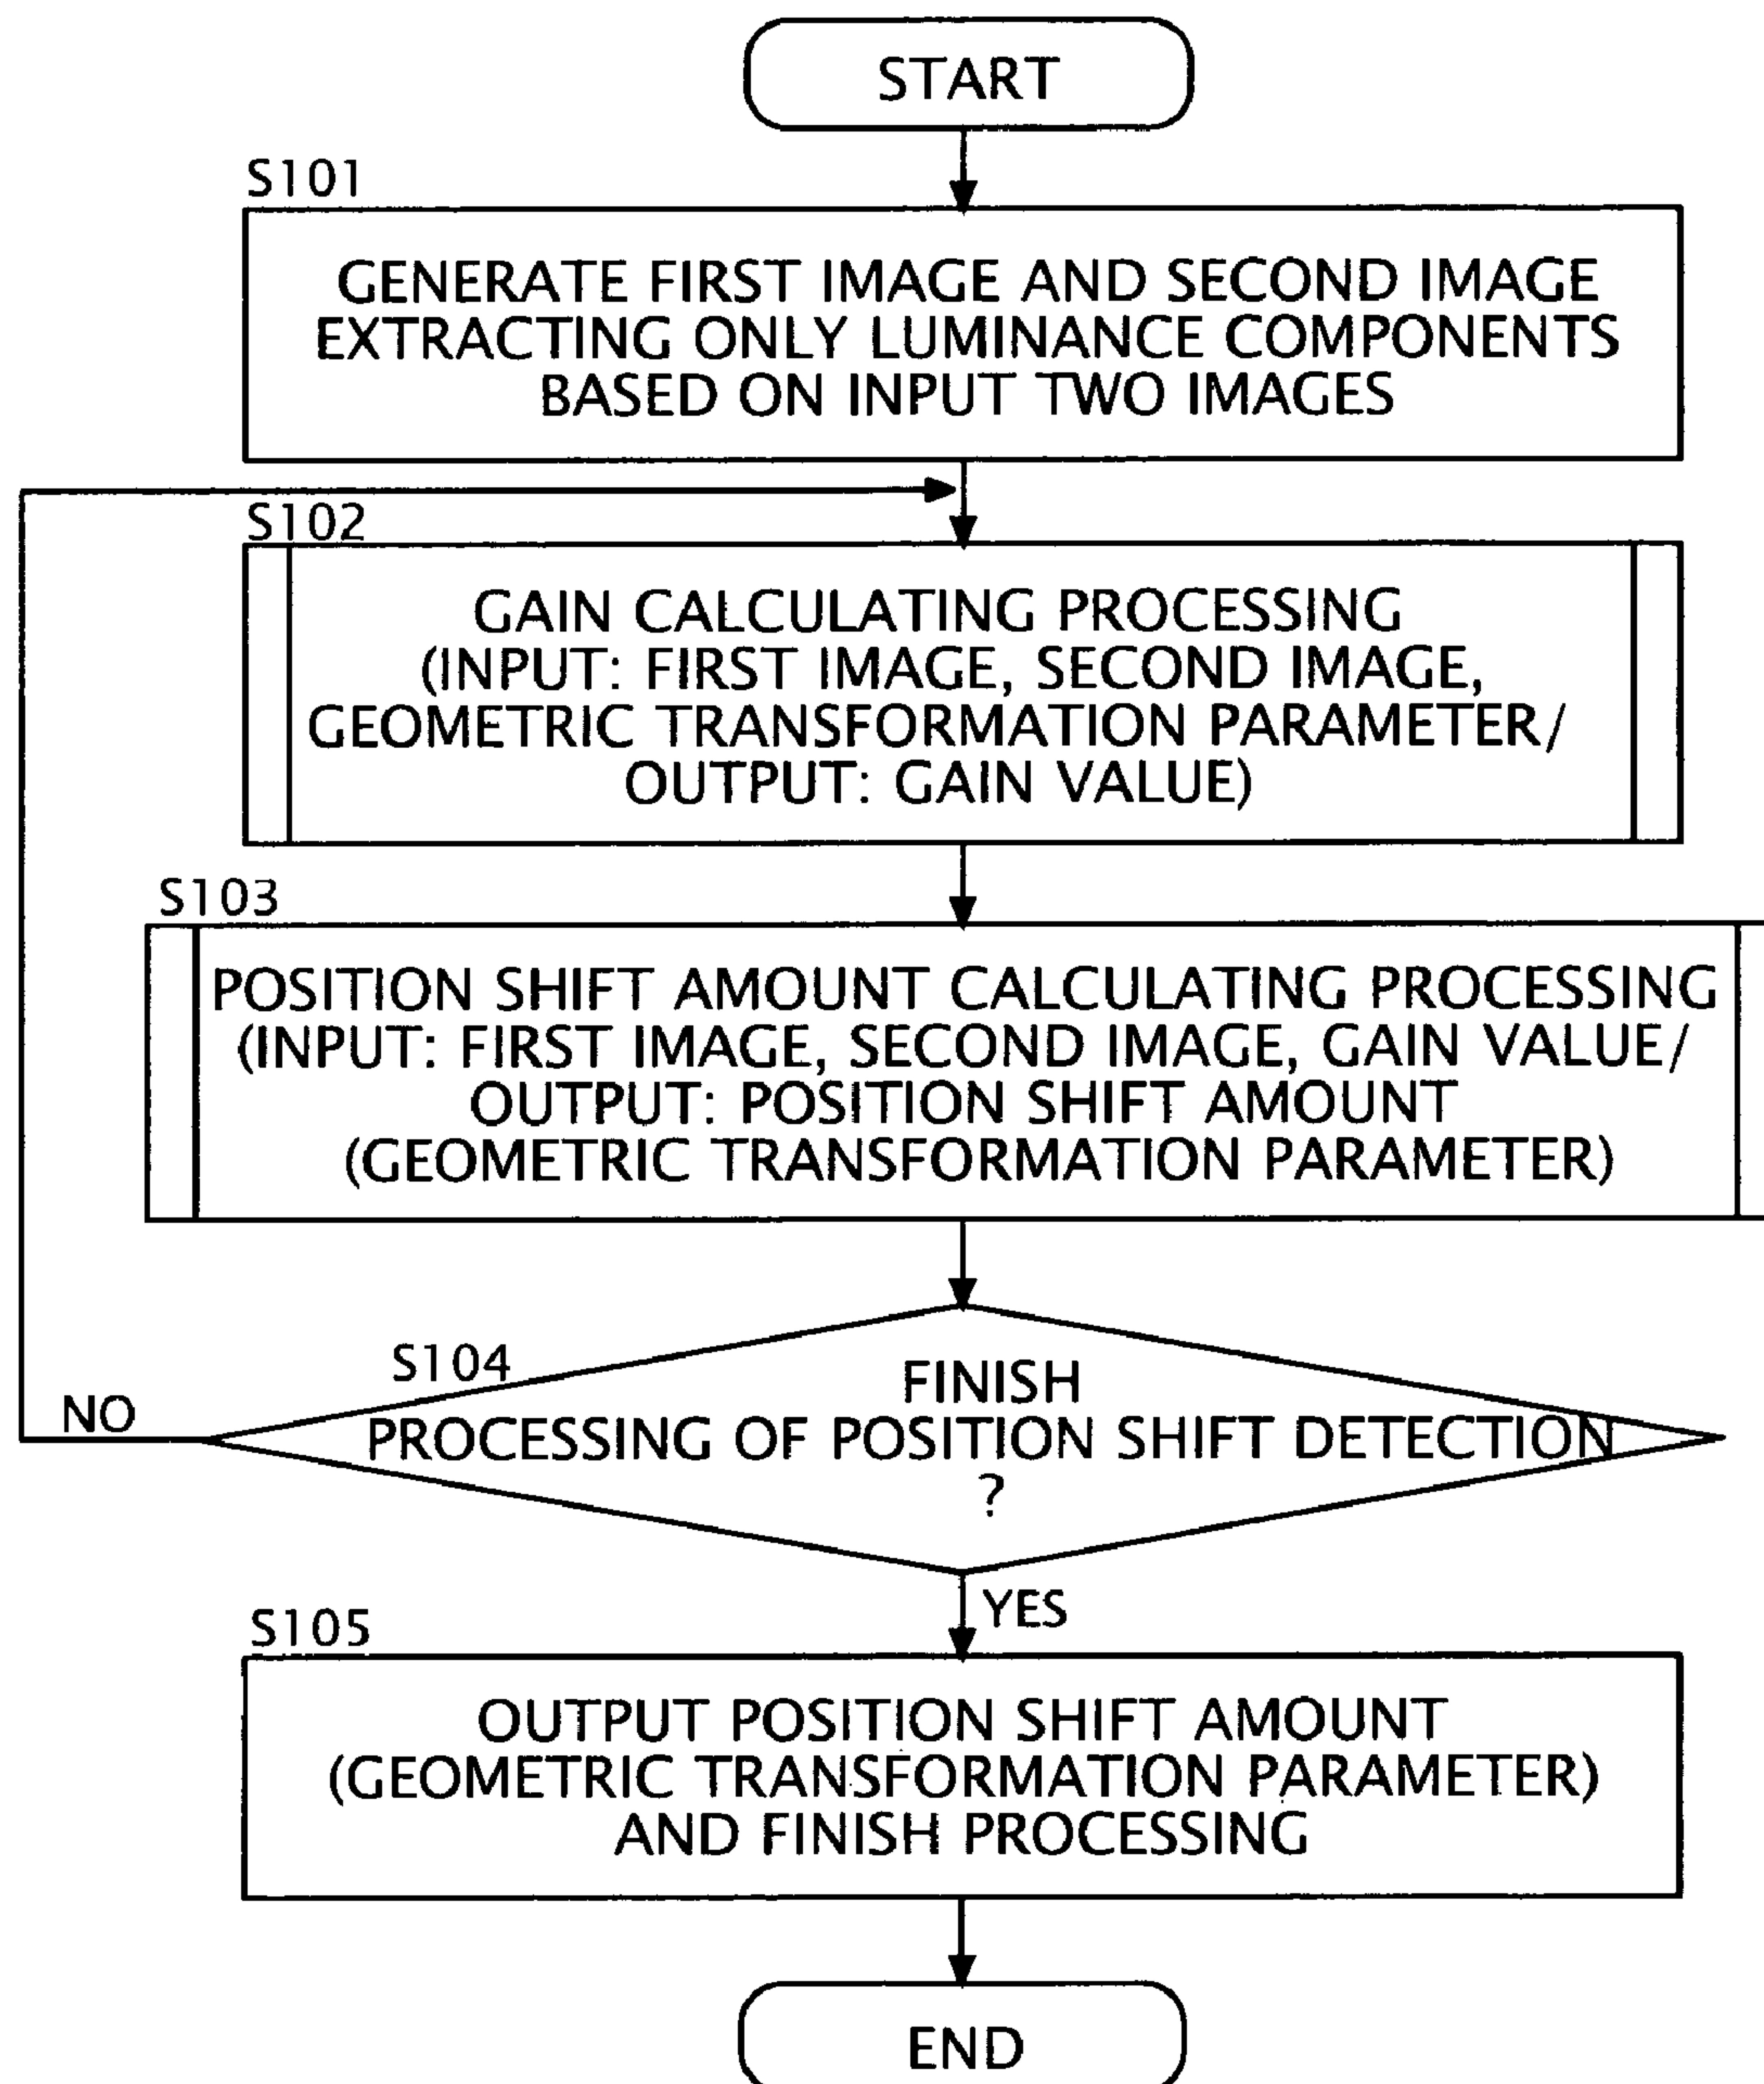 START
S101
GENERATE FIRST IMAGE AND SECOND IMAGE
EXTRACTING ONLY LUMINANCE COMPONENTS
BASED ON INPUT TWO IMAGES
S102
GAIN CALCULATING PROCESSING
(INPUT: FIRST IMAGE, SECOND IMAGE,
GEOMETRIC TRANSFORMATION PARAMETER/
OUTPUT: GAIN VALUE)
S103
POSITION SHIFT AMOUNT CALCULATING PROCESSING
(INPUT: FIRST IMAGE, SECOND IMAGE, GAIN VALUE/
OUTPUT: POSITION SHIFT AMOUNT
(GEOMETRIC TRANSFORMATION PARAMETER)
S104
FINISH
PROCESSING OF POSITION SHIFT DETECTION
?
NO
YES
S105
OUTPUT POSITION SHIFT AMOUNT
(GEOMETRIC TRANSFORMATION PARAMETER)
AND FINISH PROCESSING
END